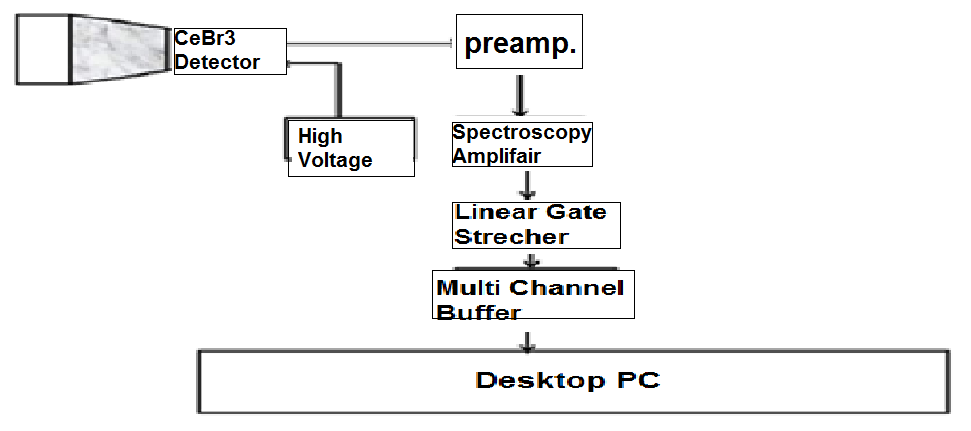 CeBr3
Detector
preamp.
High
Voltage
Spectroscopy
Amplifair
Linear Gate
Strecher
Multi Channel
Buffer
Desktop PC